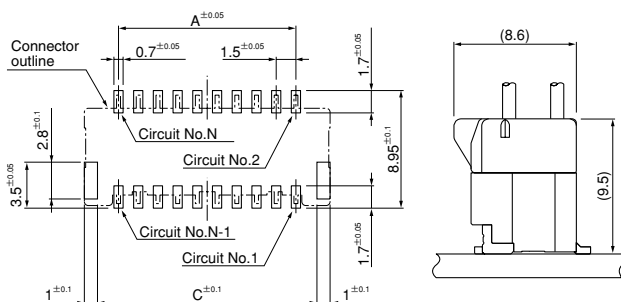 A±0.05
Connector outline
0.7±0.05
1.5±0.05
1.7±0.05
(8.6)
Circuit No.N
Circuit No.2
2.8±0.1
3.5±0.05
8.95±0.1
(9.5)
Circuit No.N-1
Circuit No.1
1.7±0.05
1±0.1
C±0.1
1±0.1